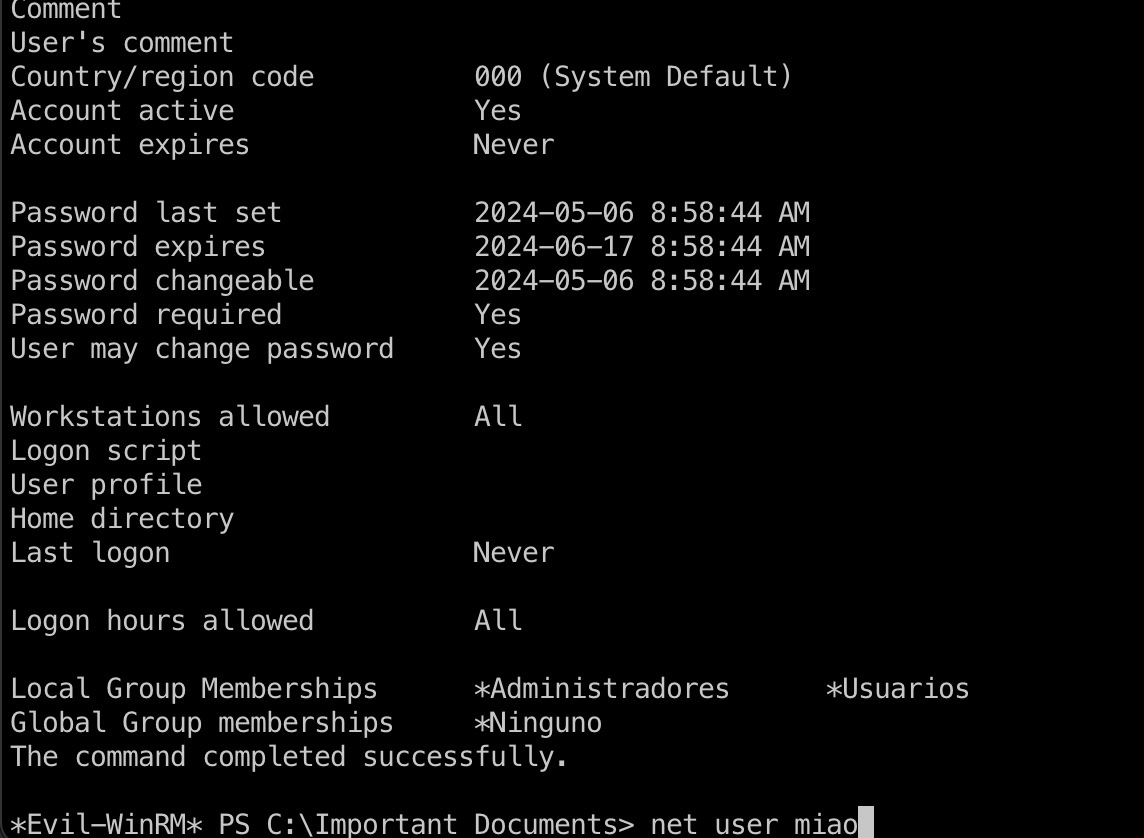 Comment
User's comment
Country/region code 000 (System Default)
Account active Yes
Account expires Never
Password last set 2024-05-06 8:58:44 AM
Password expires 2024-06-17 8:58:44 AM
Password changeable 2024-05-06 8:58:44 AM
Password required Yes
User may change password Yes
Workstations allowed All
Logon script
User profile
Home directory
Last logon Never
Logon hours allowed All
Local Group Memberships *Administradores *Usuarios
Global Group memberships *Ninguno
The command completed successfully.
*Evil-WinRM* PS C:\Important Documents> net user miao